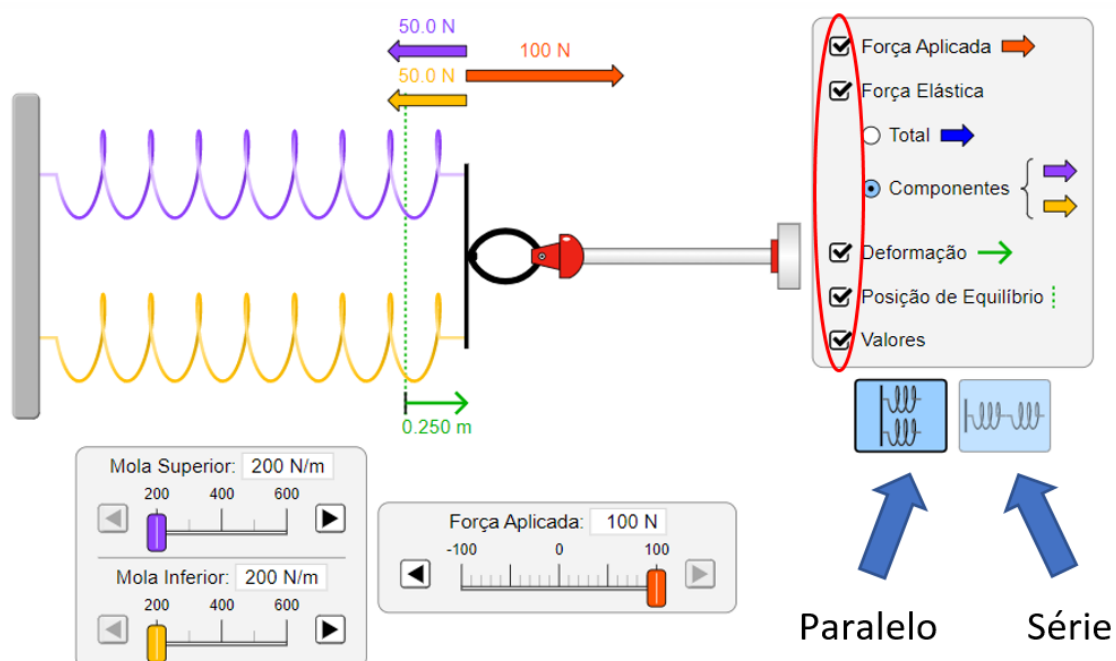 50.0 N
100 N
50.0 N
0.250 m
Força Aplicada
Força Elástica
Total
Componentes
Deformação
Posição de Equilíbrio
Valores
Mola Superior: 200 N/m
200 400 600
Mola Inferior: 200 N/m
200 400 600
Força Aplicada: 100 N
-100 0 100
Paralelo Série